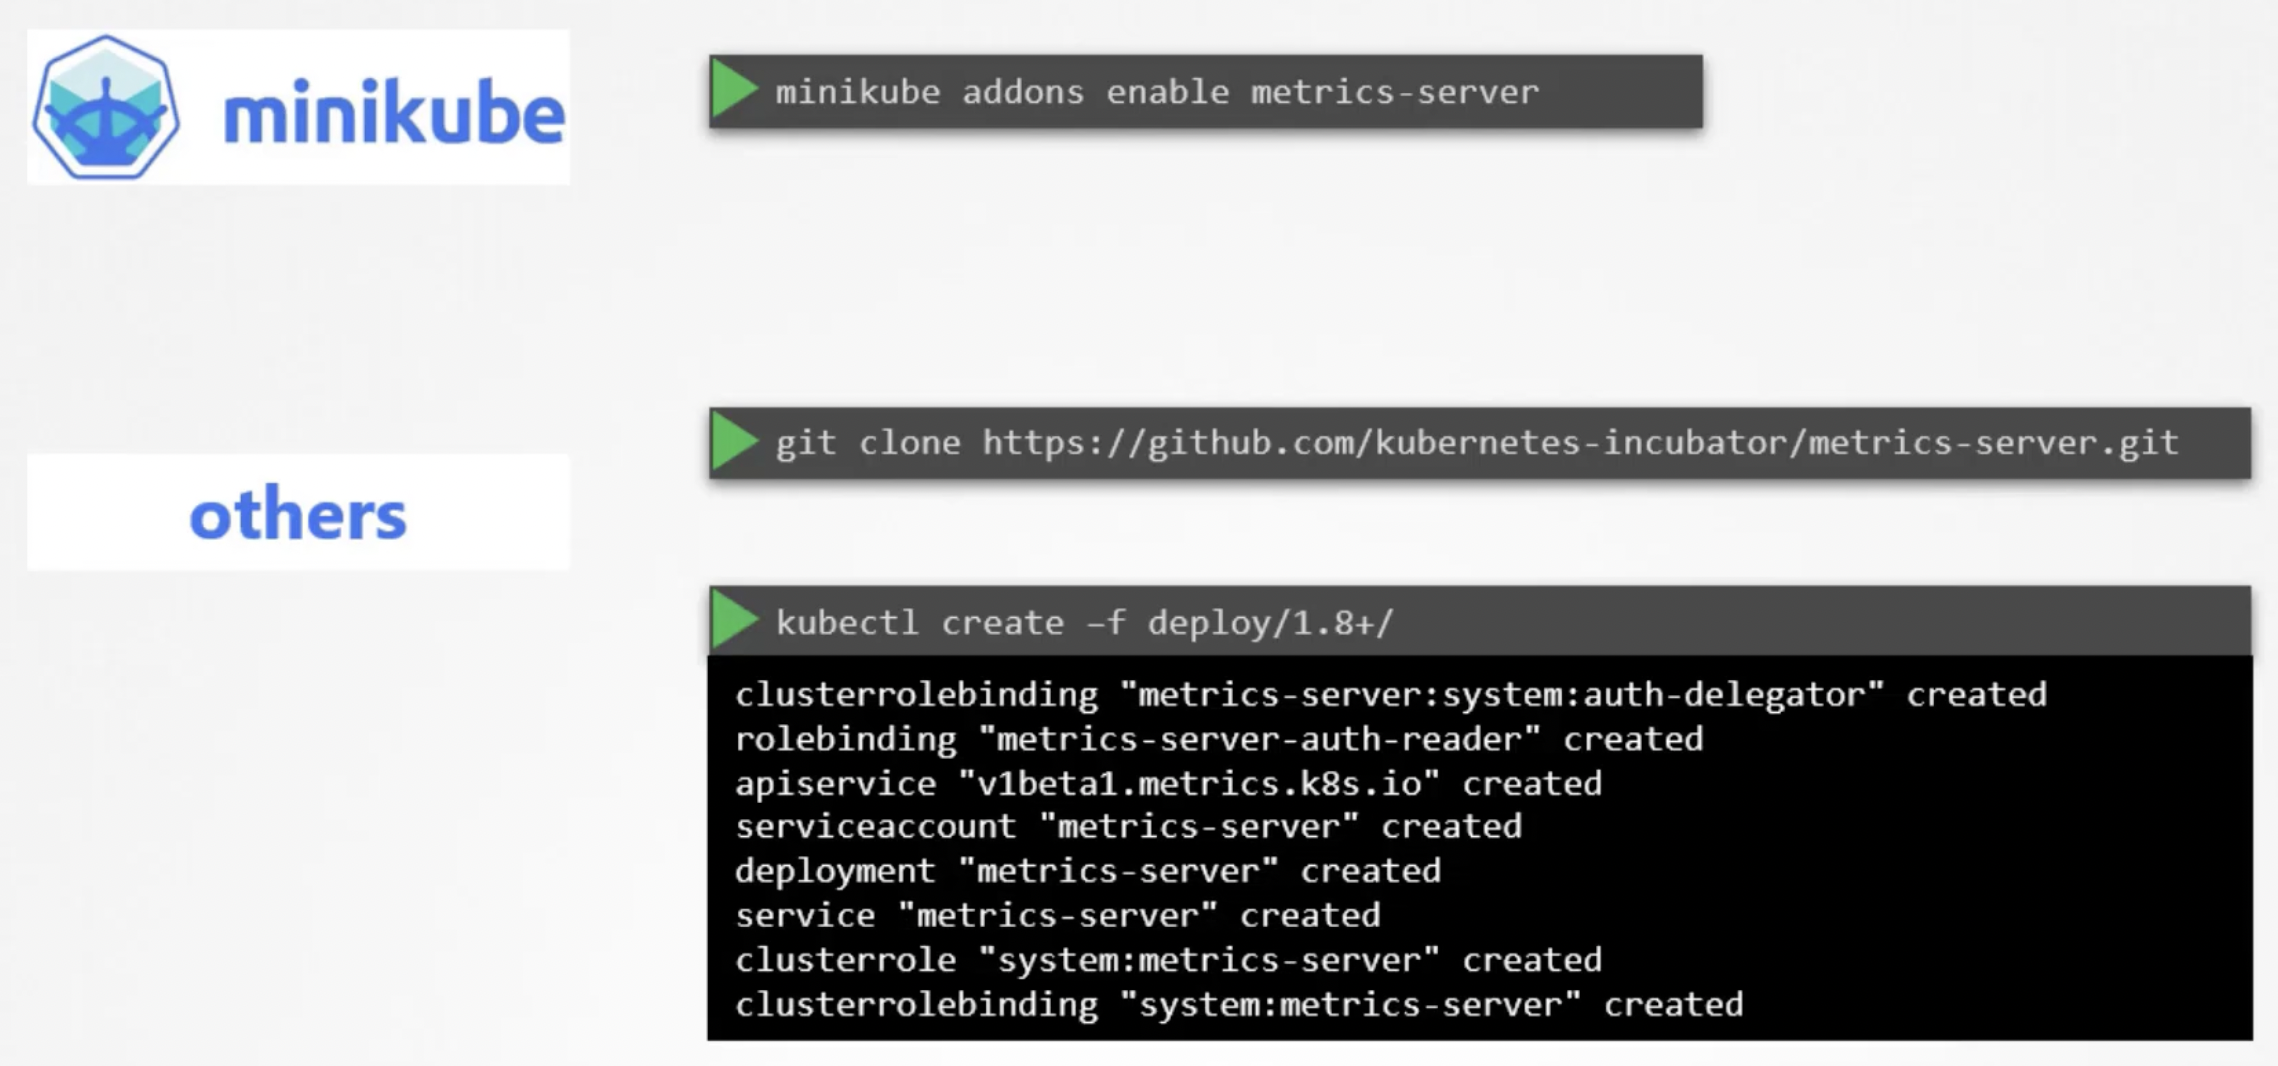 minikube
minikube addons enable metrics-server
git clone https://github.com/kubernetes-incubator/metrics-server.git
others
kubectl create –f deploy/1.8+/
clusterrolebinding "metrics-server:system:auth-delegator" created
rolebinding "metrics-server-auth-reader" created
apiservice "v1beta1.metrics.k8s.io" created
serviceaccount "metrics-server" created
deployment "metrics-server" created
service "metrics-server" created
clusterrole "system:metrics-server" created
clusterrolebinding "system:metrics-server" created